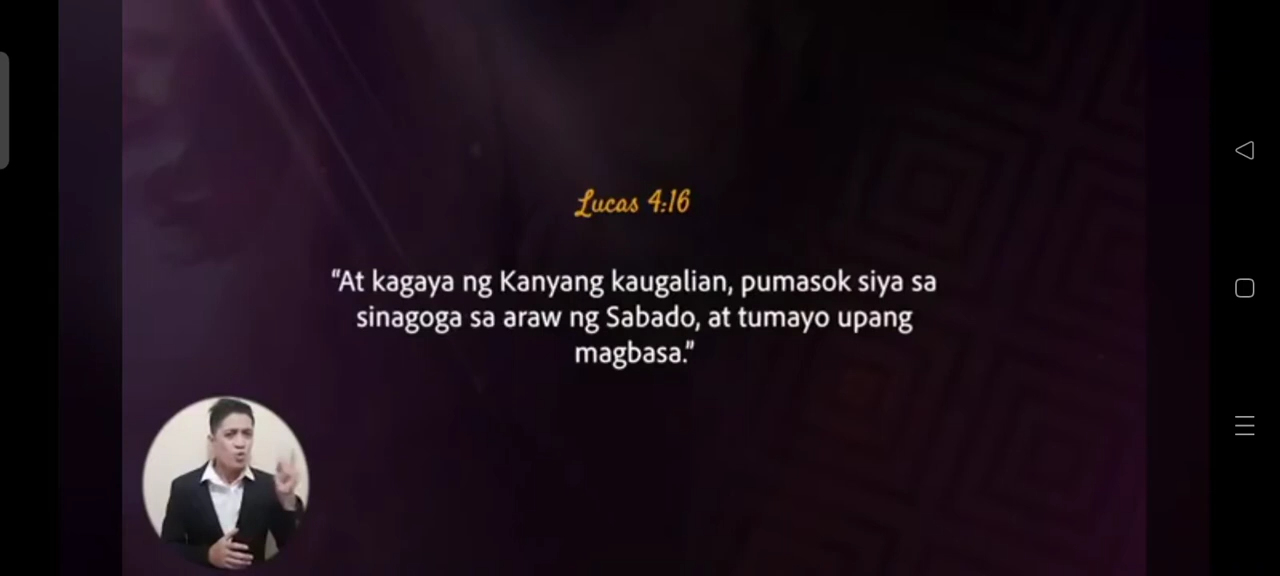 Lucas 4:16
“At kagaya ng Kanyang kaugalian, pumasok siya sa
sinagoga sa araw ng Sabado, at tumayo upang
magbasa.”